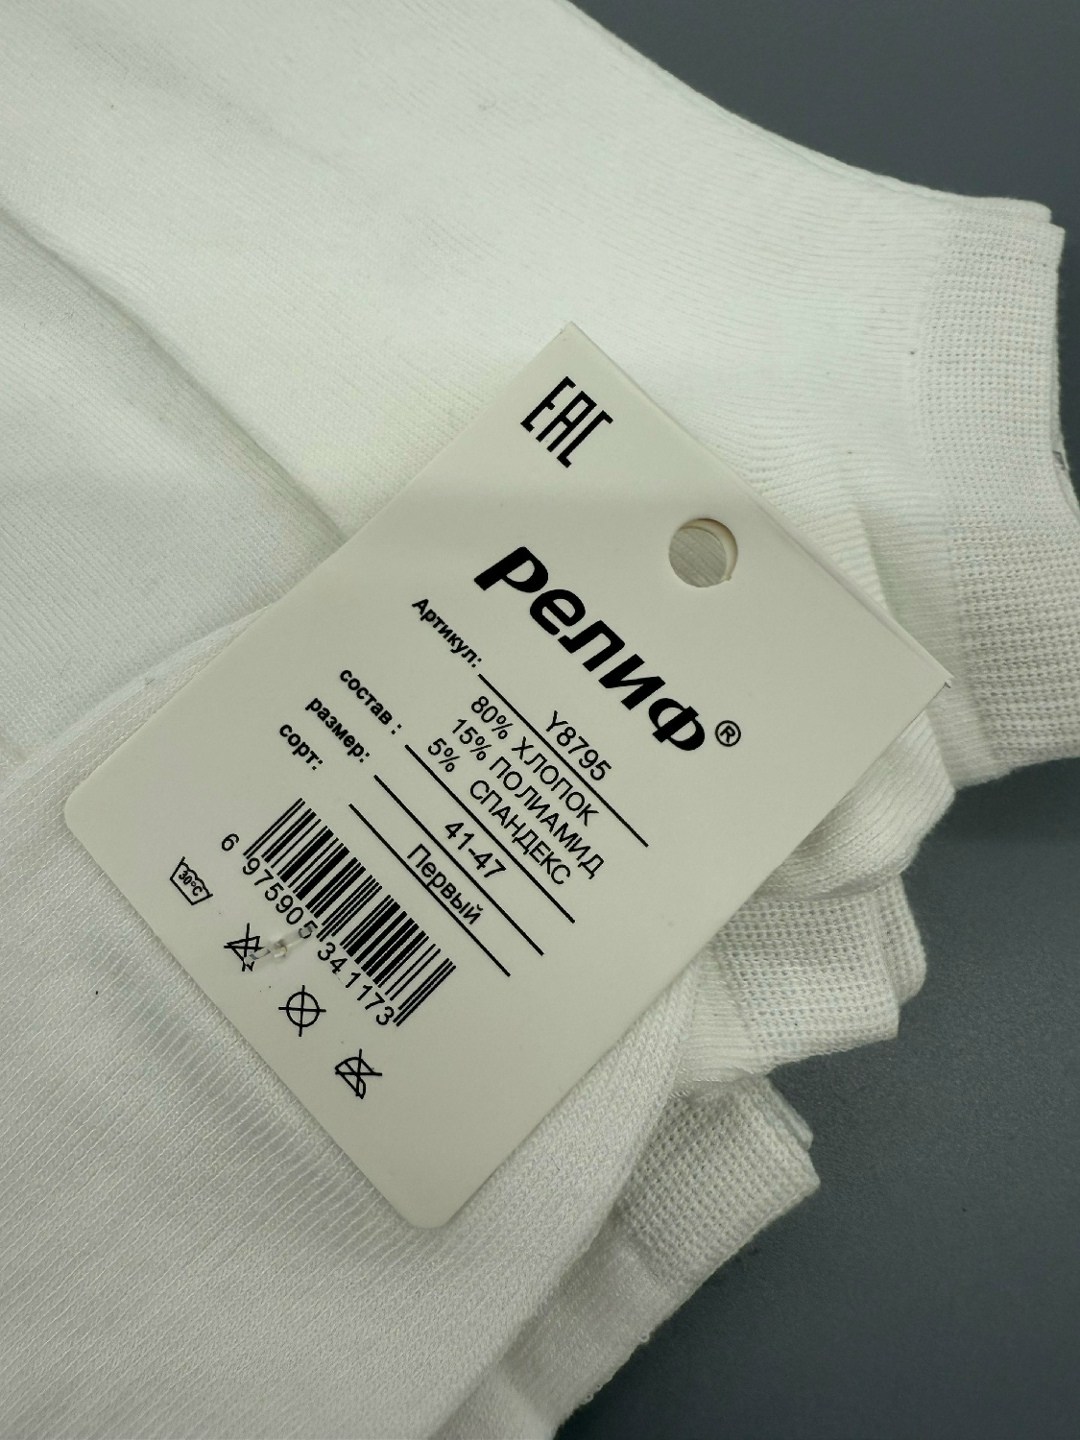 EAC
релиф®
Артикул: Y8795
состав : 80% ХЛОПОК
15% ПОЛИАМИД
5% СПАНДЕКС
размер: 41-47
сорт: Первый
6 975905 341173
30°C